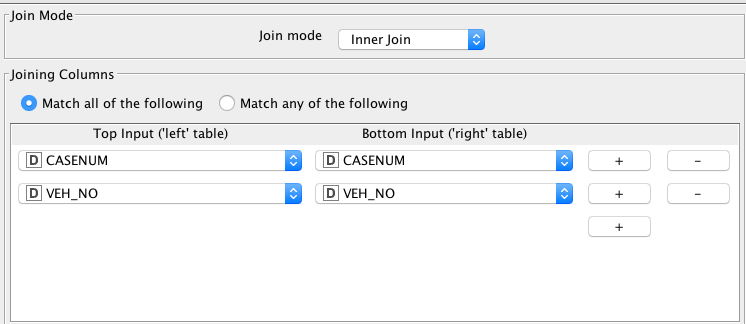 Join Mode
Join mode Inner Join
Joining Columns
Match all of the following Match any of the following
Top Input ('left' table) Bottom Input ('right' table)
D CASENUM D CASENUM + -
D VEH_NO D VEH_NO + -
+